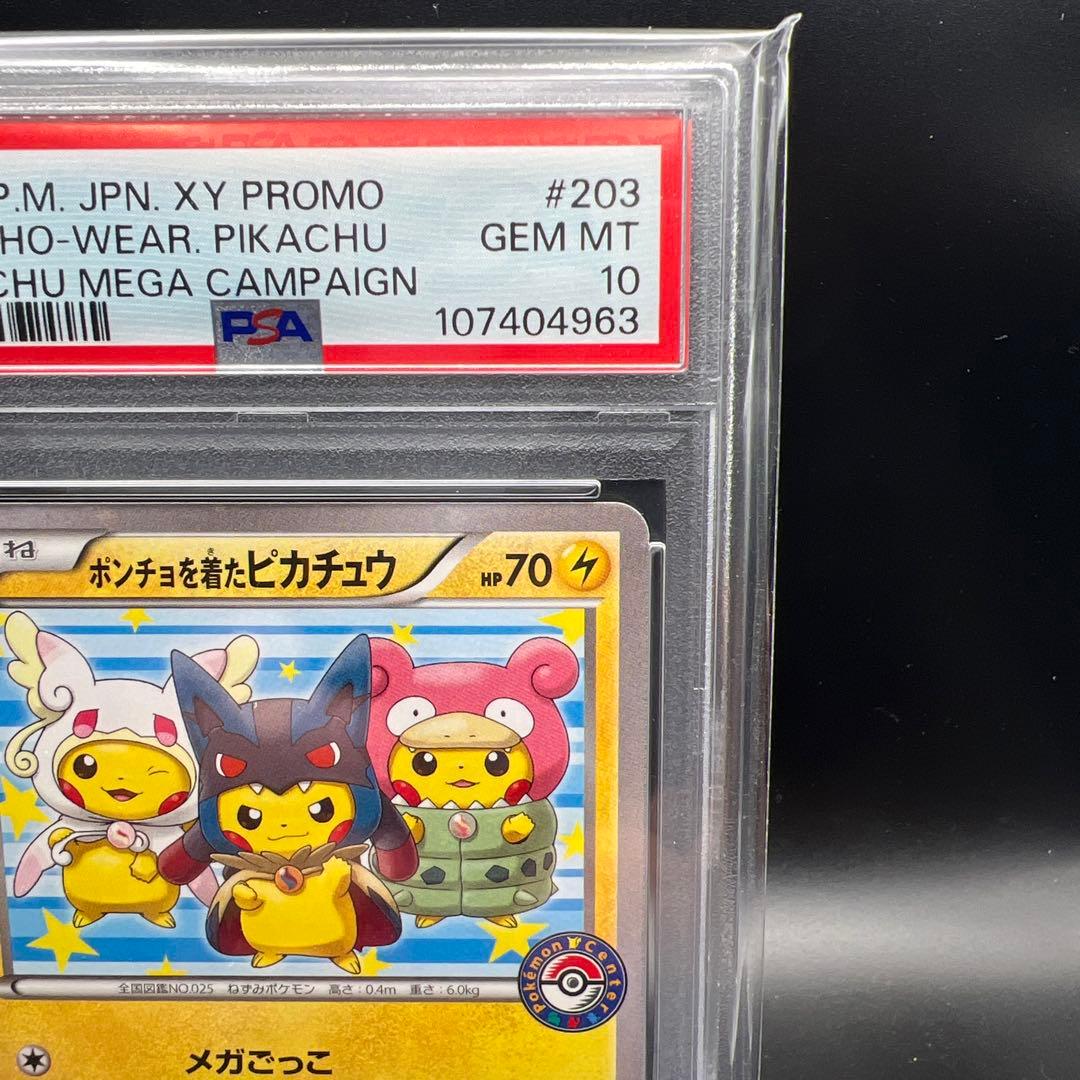 P.M. JPN. XY PROMO #203
HO-WEAR. PIKACHU GEM MT
CHU MEGA CAMPAIGN 10
PSA 107404963
ね ポンチョを着たピカチュウ HP70
き
全国図鑑NO.025 ねずみポケモン 高さ:0.4m 重さ:6.0kg
Pokémon Center
メガごっこ